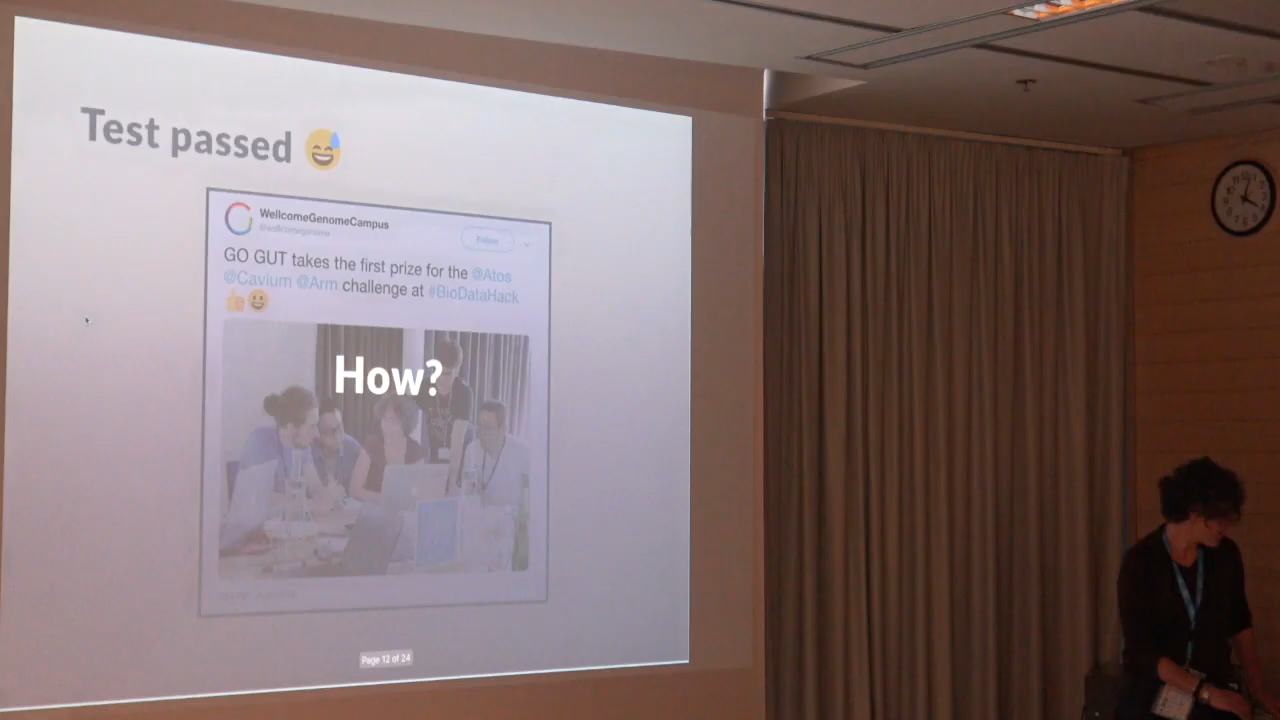 Test passed 😅
WellcomeGenomeCampus
@wellcomegenome
Follow
GO GUT takes the first prize for the @Atos
@Cavium @Arm challenge at #BioDataHack
👍😀
How?
Page 12 of 24